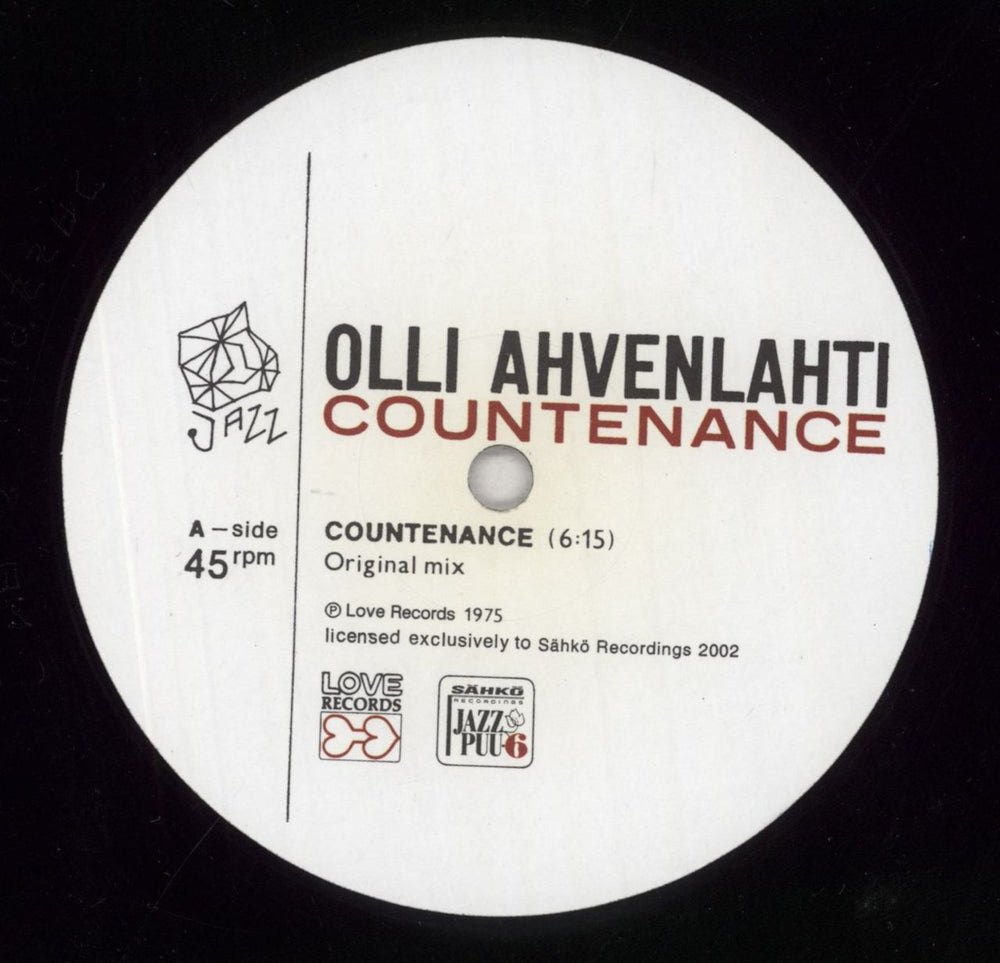 OLLI AHVENLAHTI
COUNTENANCE
JAZZ
A – side
45 rpm
COUNTENANCE (6:15)
Original mix
℗ Love Records 1975
licensed exclusively to Sähkö Recordings 2002
LOVE
RECORDS
SÄHKÖ
RECORDINGS
JAZZ
PUU-6